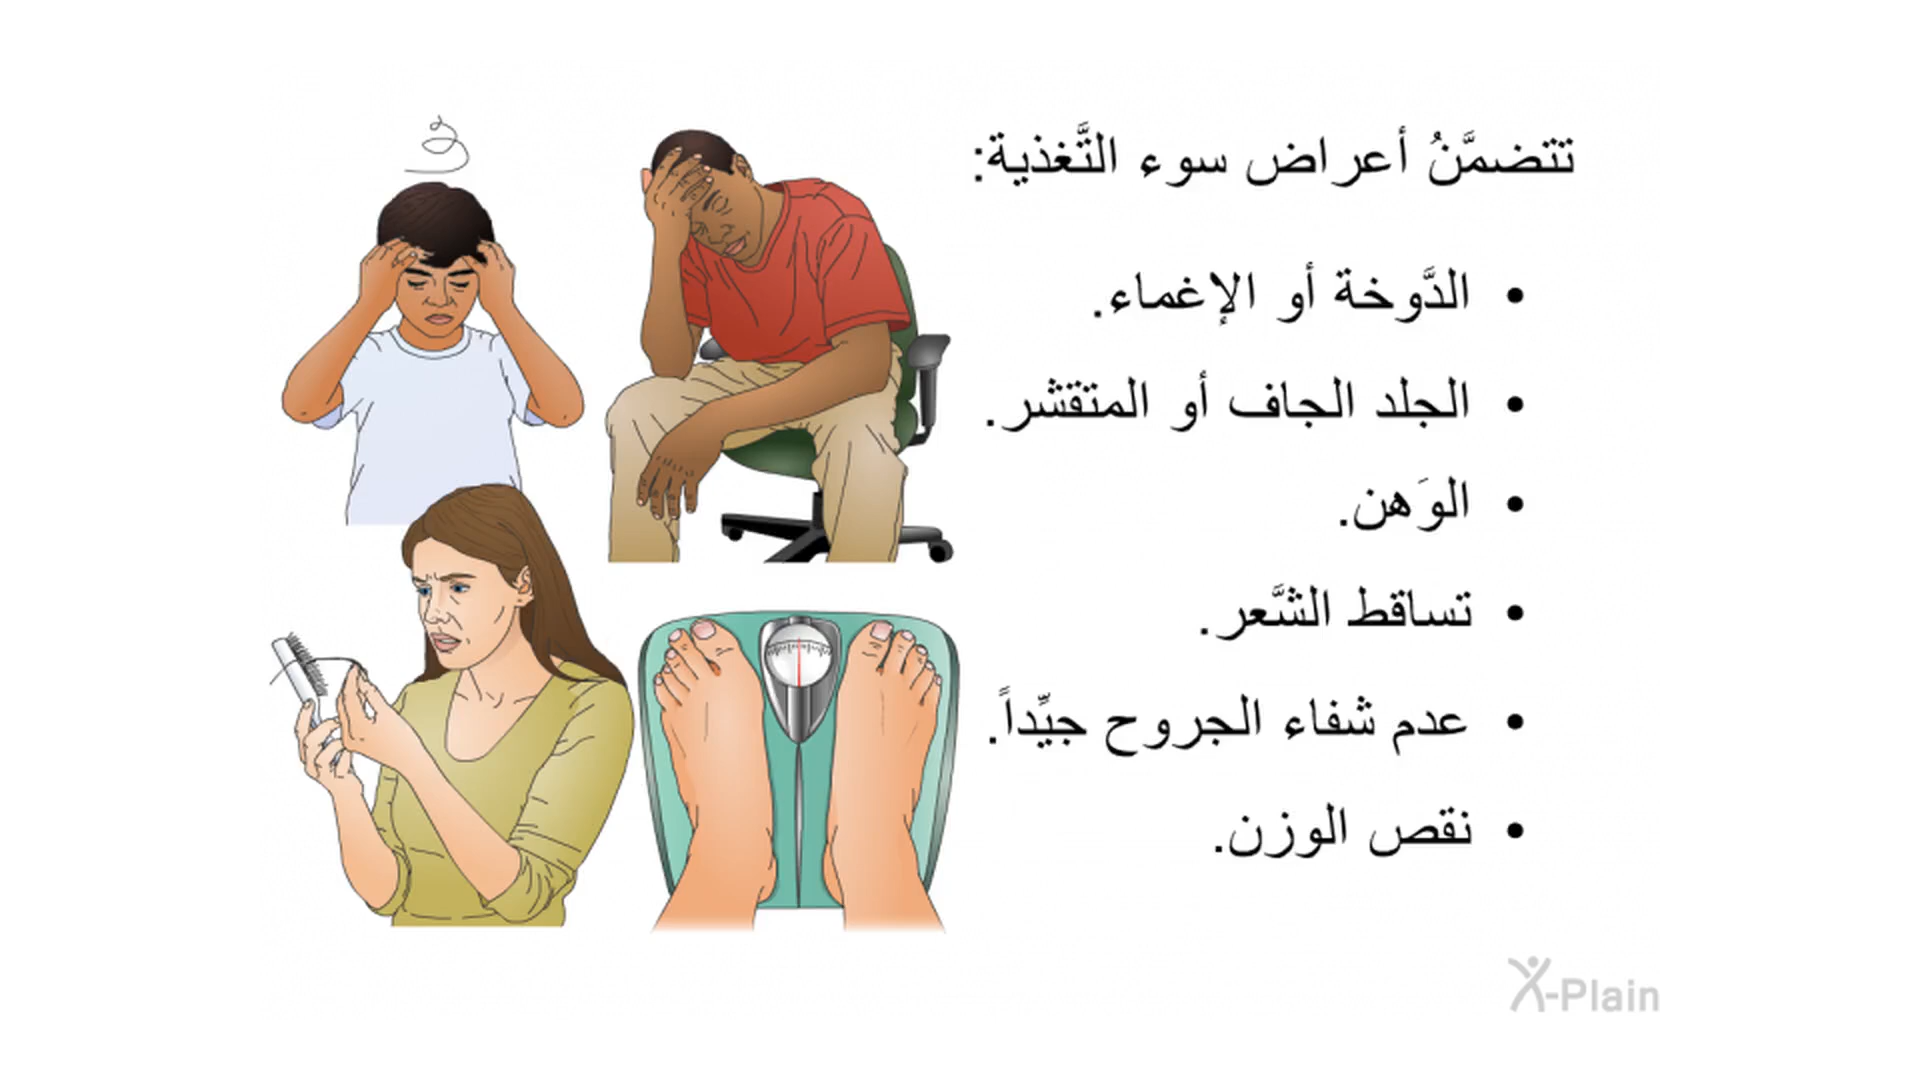 تتضمَّنُ أعراض سوء التَّغذية:
• الدَّوخة أو الإغماء.
• الجلد الجاف أو المتقشر.
• الوَهن.
• تساقط الشَّعر.
• عدم شفاء الجروح جيِّداً.
• نقص الوزن.
X-Plain